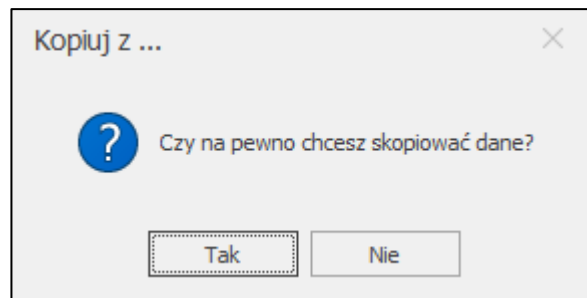 Kopiuj z ...
Czy na pewno chcesz skopiować dane?
Tak
Nie